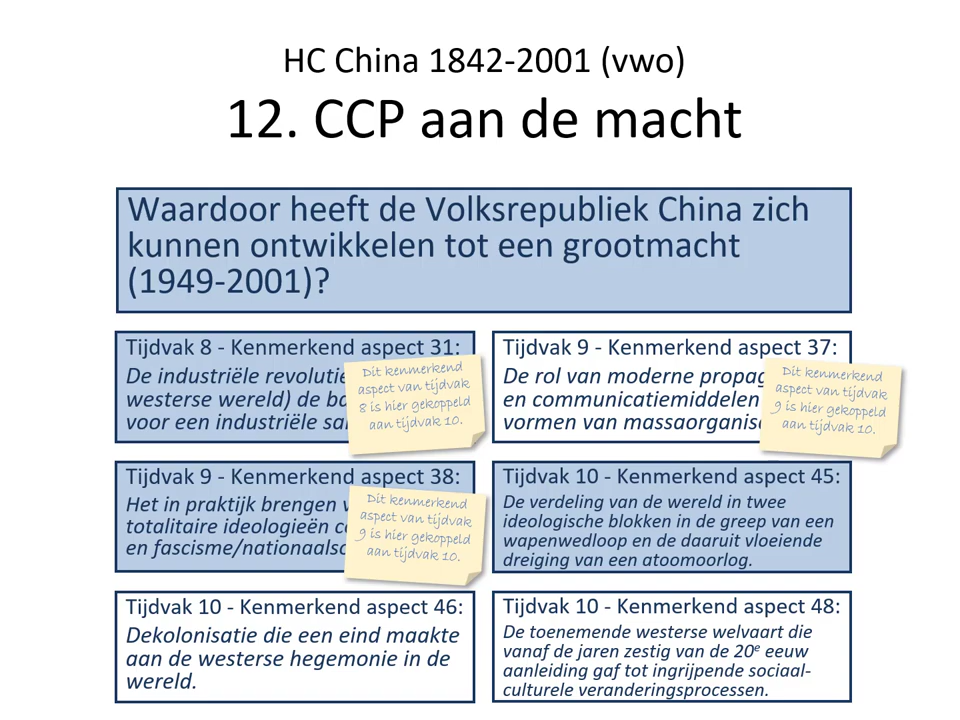 HC China 1842-2001 (vwo)
12. CCP aan de macht
Waardoor heeft de Volksrepubliek China zich
kunnen ontwikkelen tot een grootmacht
(1949-2001)?
Tijdvak 8 - Kenmerkend aspect 31:
De industriële revolutie
westerse wereld) de
voor een industriële
Dit kenmerkend
aspect van tijdvak
8 is hier gekoppeld
aan tijdvak 10.
Tijdvak 9 - Kenmerkend aspect 37:
De rol van moderne
en communicatiemiddelen
vormen van
Dit kenmerkend
aspect van tijdvak
9 is hier gekoppeld
aan tijdvak 10.
Tijdvak 9 - Kenmerkend aspect 38:
Het in praktijk brengen
totalitaire ideologieën
en
Dit kenmerkend
aspect van tijdvak
9 is hier gekoppeld
aan tijdvak 10.
Tijdvak 10 - Kenmerkend aspect 45:
De verdeling van de wereld in twee
ideologische blokken in de greep van een
wapenwedloop en de daaruit vloeiende
dreiging van een atoomoorlog.
Tijdvak 10 - Kenmerkend aspect 46:
Dekolonisatie die een eind maakte
aan de westerse hegemonie in de
wereld.
Tijdvak 10 - Kenmerkend aspect 48:
De toenemende westerse welvaart die
vanaf de jaren zestig van de 20e eeuw
aanleiding gaf tot ingrijpende sociaal-
culturele veranderingsprocessen.